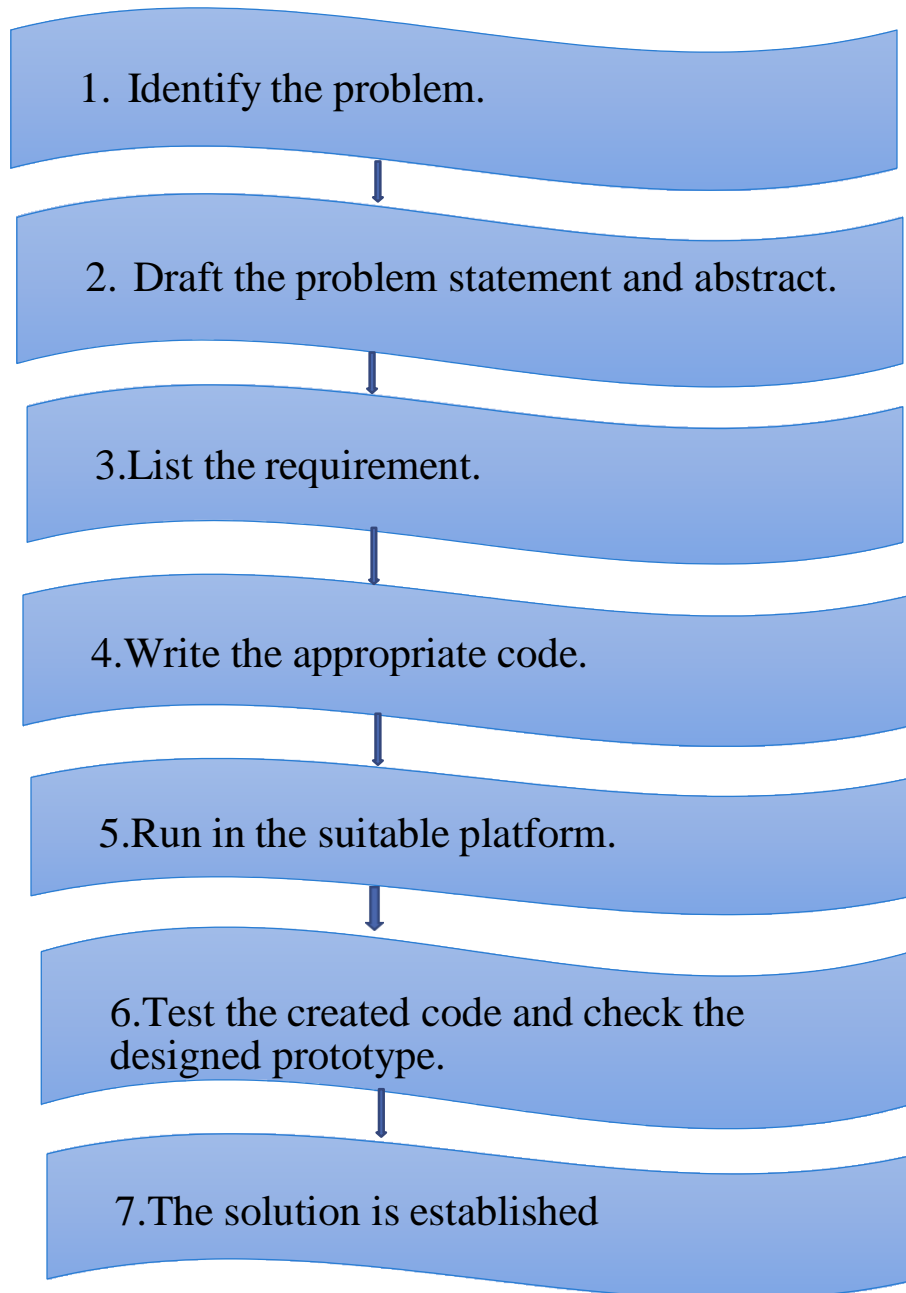 1. Identify the problem.
2. Draft the problem statement and abstract.
3.List the requirement.
4.Write the appropriate code.
5.Run in the suitable platform.
6.Test the created code and check the
designed prototype.
7.The solution is established